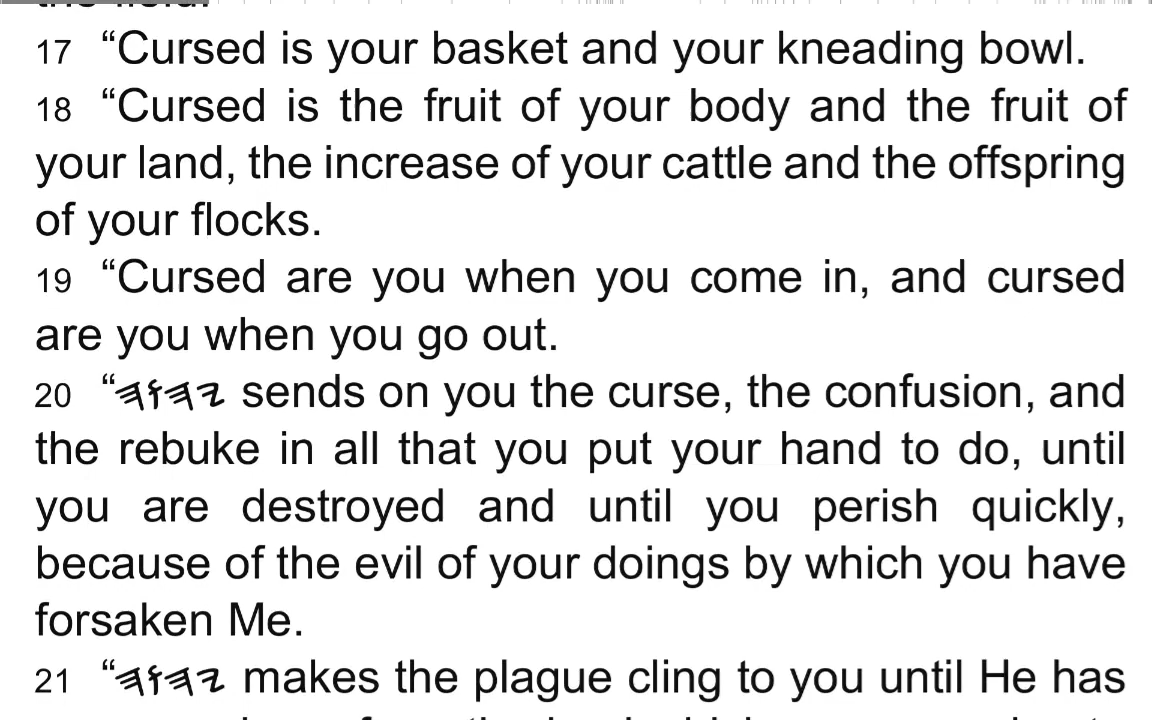 17 “Cursed is your basket and your kneading bowl.
18 “Cursed is the fruit of your body and the fruit of
your land, the increase of your cattle and the offspring
of your flocks.
19 “Cursed are you when you come in, and cursed
are you when you go out.
20 “𐤉𐤄𐤅𐤄 sends on you the curse, the confusion, and
the rebuke in all that you put your hand to do, until
you are destroyed and until you perish quickly,
because of the evil of your doings by which you have
forsaken Me.
21 “𐤉𐤄𐤅𐤄 makes the plague cling to you until He has